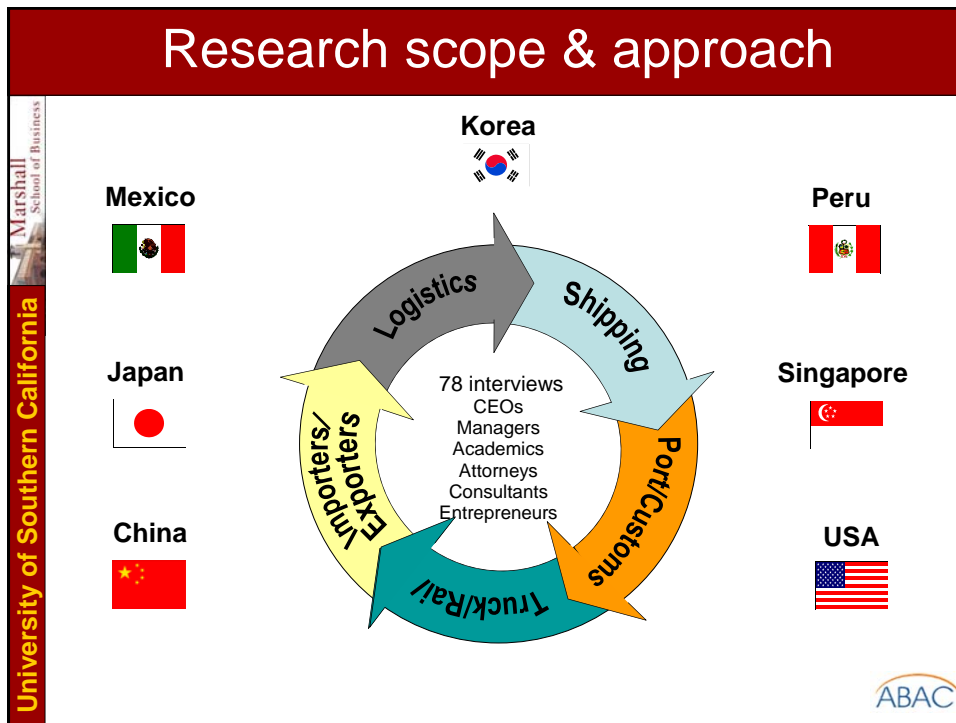 Research scope & approach
Marshall
School of Business
University of Southern California
Korea
Mexico
Peru
Japan
Singapore
China
USA
Logistics
Shipping
Port/Customs
Truck/Rail
Importers/
Exporters
78 interviews
CEOs
Managers
Academics
Attorneys
Consultants
Entrepreneurs
ABAC